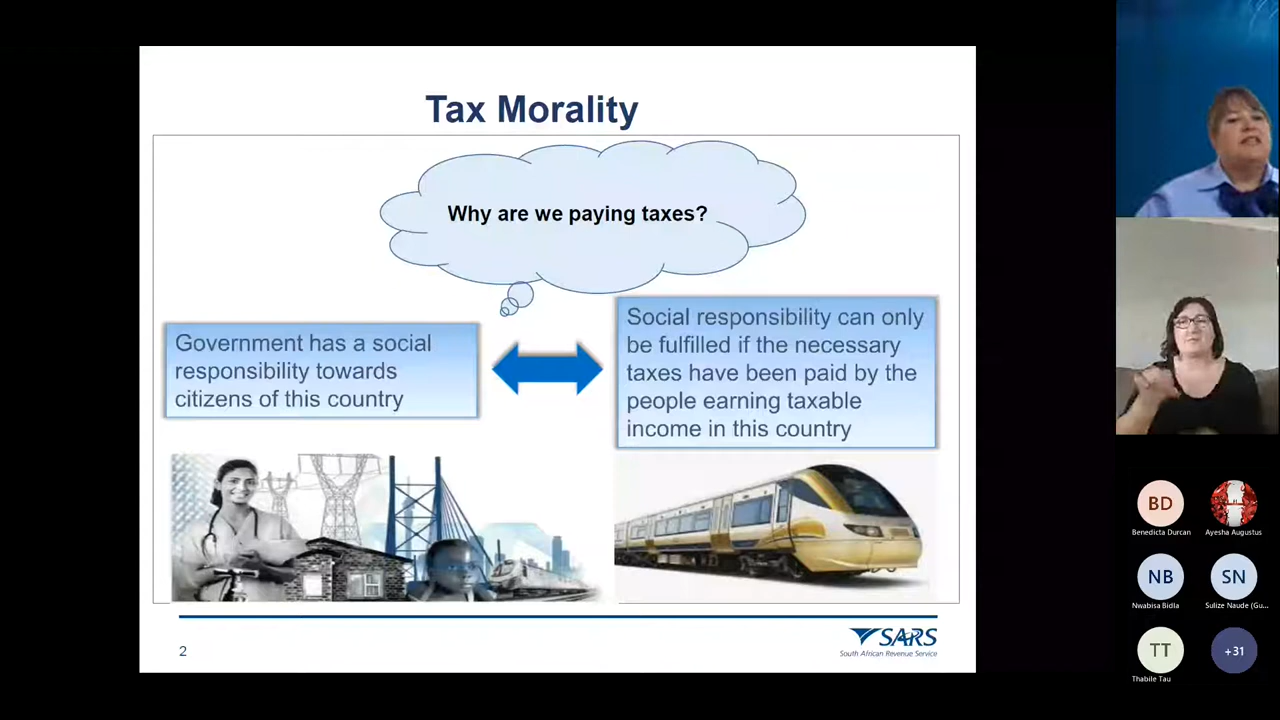 Tax Morality
Why are we paying taxes?
Government has a social
responsibility towards
citizens of this country
Social responsibility can only
be fulfilled if the necessary
taxes have been paid by the
people earning taxable
income in this country
2
SARS
South African Revenue Service
BD
Benedicta Durcan
Ayesha Augustus
NB
Nwabisa Bidla
SN
Sulize Naude (Gu...
TT
Thabile Tau
+31